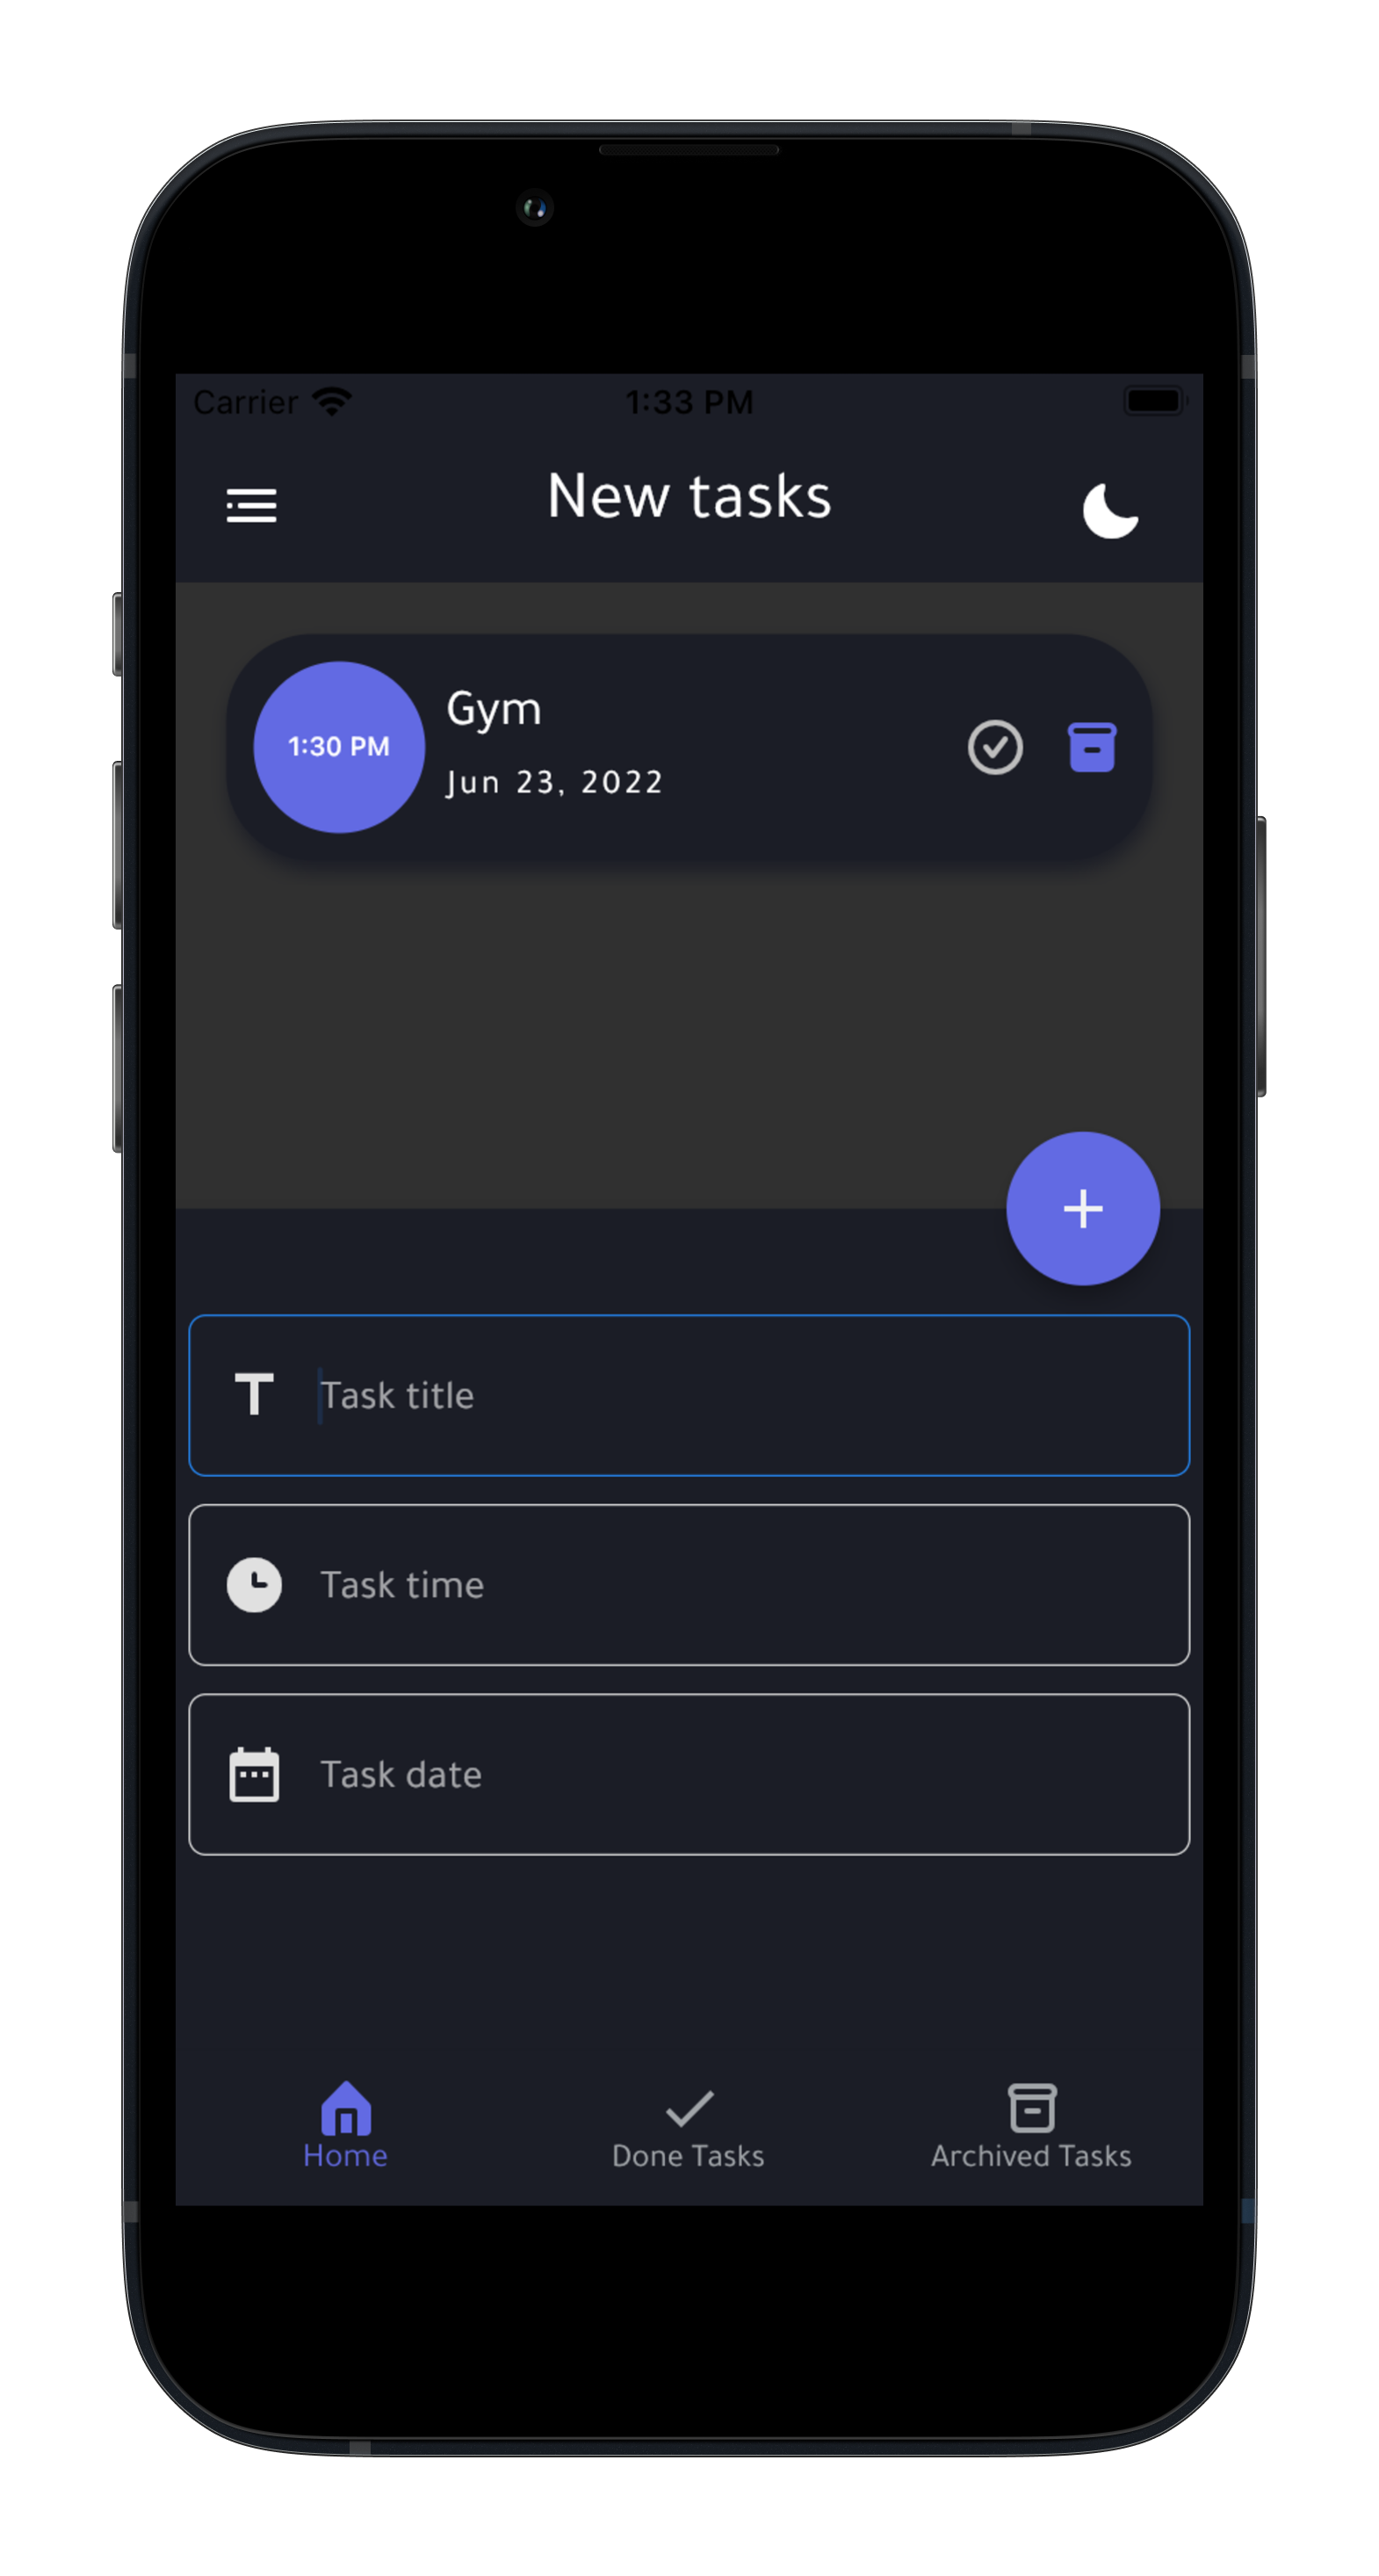 Carrier 1:33 PM
New tasks
1:30 PM
Gym
Jun 23, 2022
Task title
Task time
Task date
Home
Done Tasks
Archived Tasks